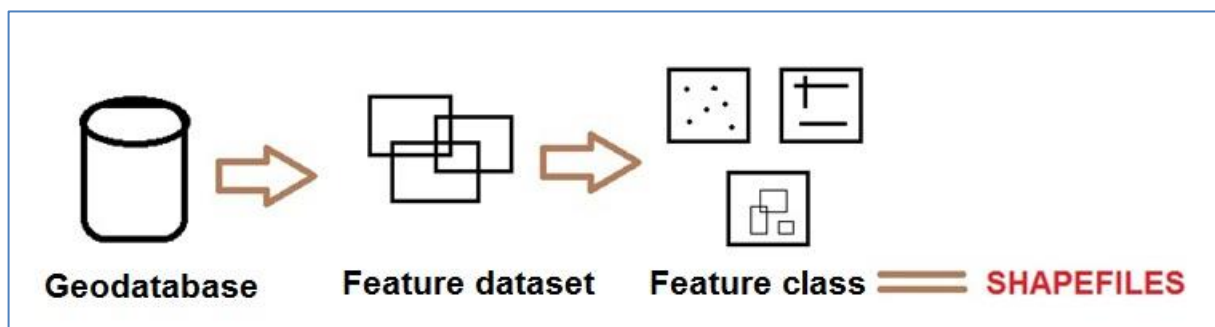 Geodatabase
Feature dataset
Feature class
SHAPEFILES